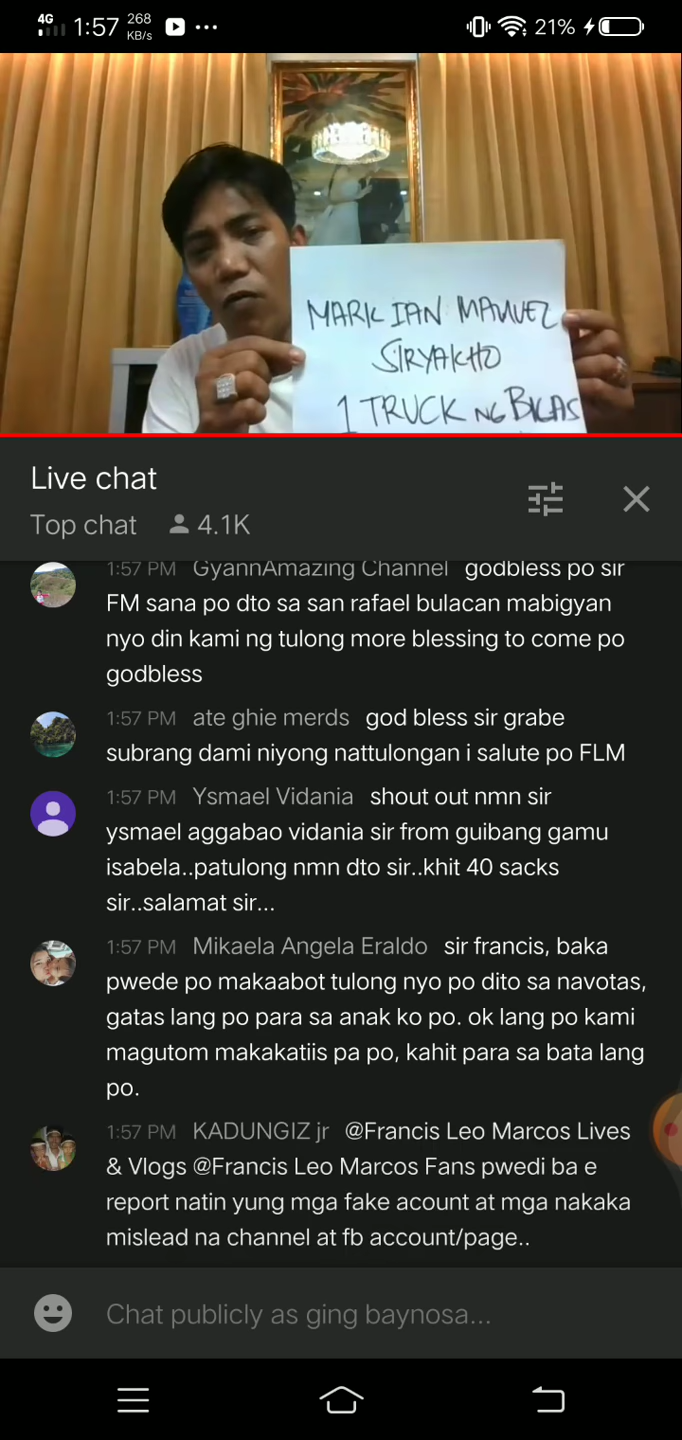 4G 1:57 268 KB/s ... 21%
MARK IAN MANUEL
SIRYAKHO
1 TRUCK NG BIGAS
Live chat
Top chat 4.1K
1:57 PM GyannAmazing Channel godbless po sir
FM sana po dto sa san rafael bulacan mabigyan
nyo din kami ng tulong more blessing to come po
godbless
1:57 PM ate ghie merds god bless sir grabe
subrang dami niyong nattulongan i salute po FLM
1:57 PM Ysmael Vidania shout out nmn sir
ysmael aggabao vidania sir from guibang gamu
isabela..patulong nmn dto sir..khit 40 sacks
sir..salamat sir...
1:57 PM Mikaela Angela Eraldo sir francis, baka
pwede po makaabot tulong nyo po dito sa navotas,
gatas lang po para sa anak ko po. ok lang po kami
magutom makakatiis pa po, kahit para sa bata lang
po.
1:57 PM KADUNGIZ jr @Francis Leo Marcos Lives
& Vlogs @Francis Leo Marcos Fans pwedi ba e
report natin yung mga fake acount at mga nakaka
mislead na channel at fb account/page..
Chat publicly as ging baynosa...